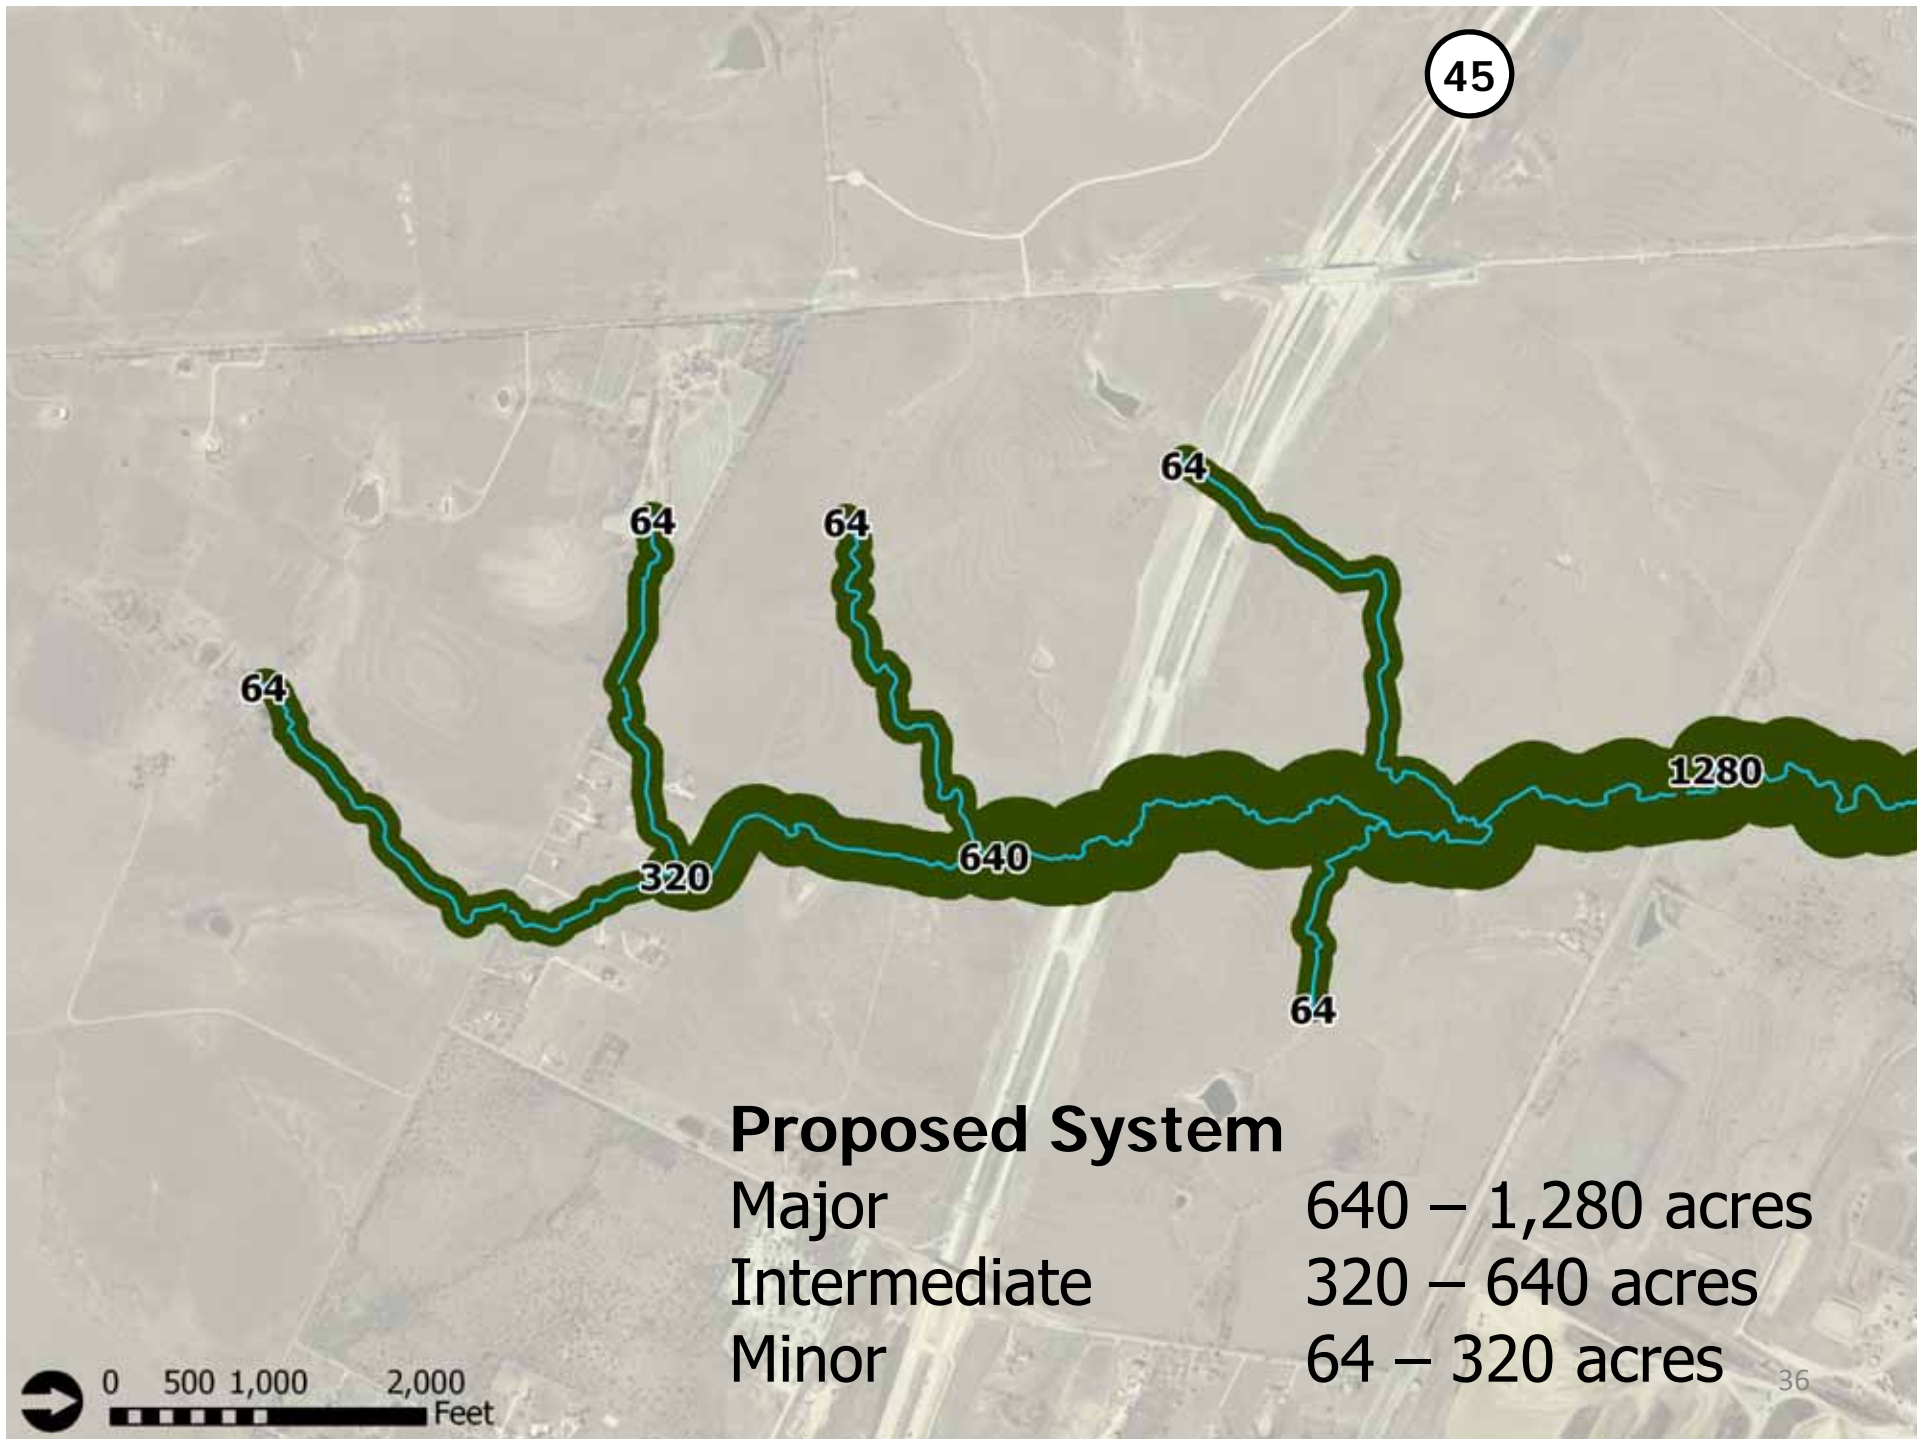 45
64
64
64
64
1280
640
320
64
Proposed System
Major 640 – 1,280 acres
Intermediate 320 – 640 acres
Minor 64 – 320 acres
36
0 500 1,000 2,000
Feet